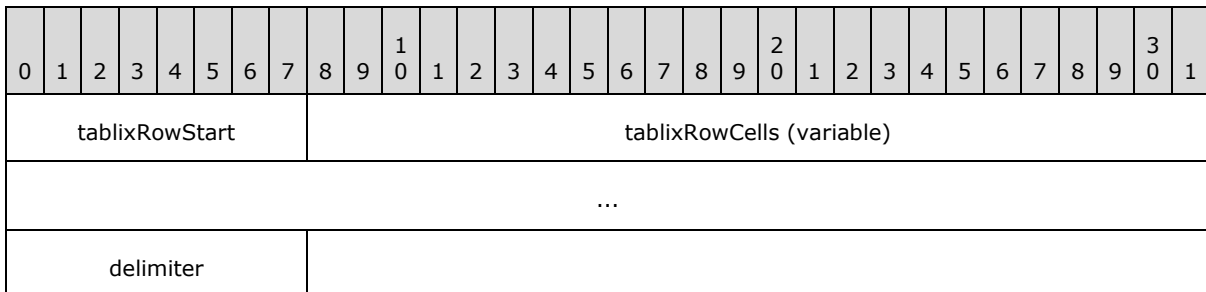 0 1 2 3 4 5 6 7 8 9 1 0 1 2 3 4 5 6 7 8 9 2 0 1 2 3 4 5 6 7 8 9 3 0 1
tablixRowStart tablixRowCells (variable)
...
delimiter